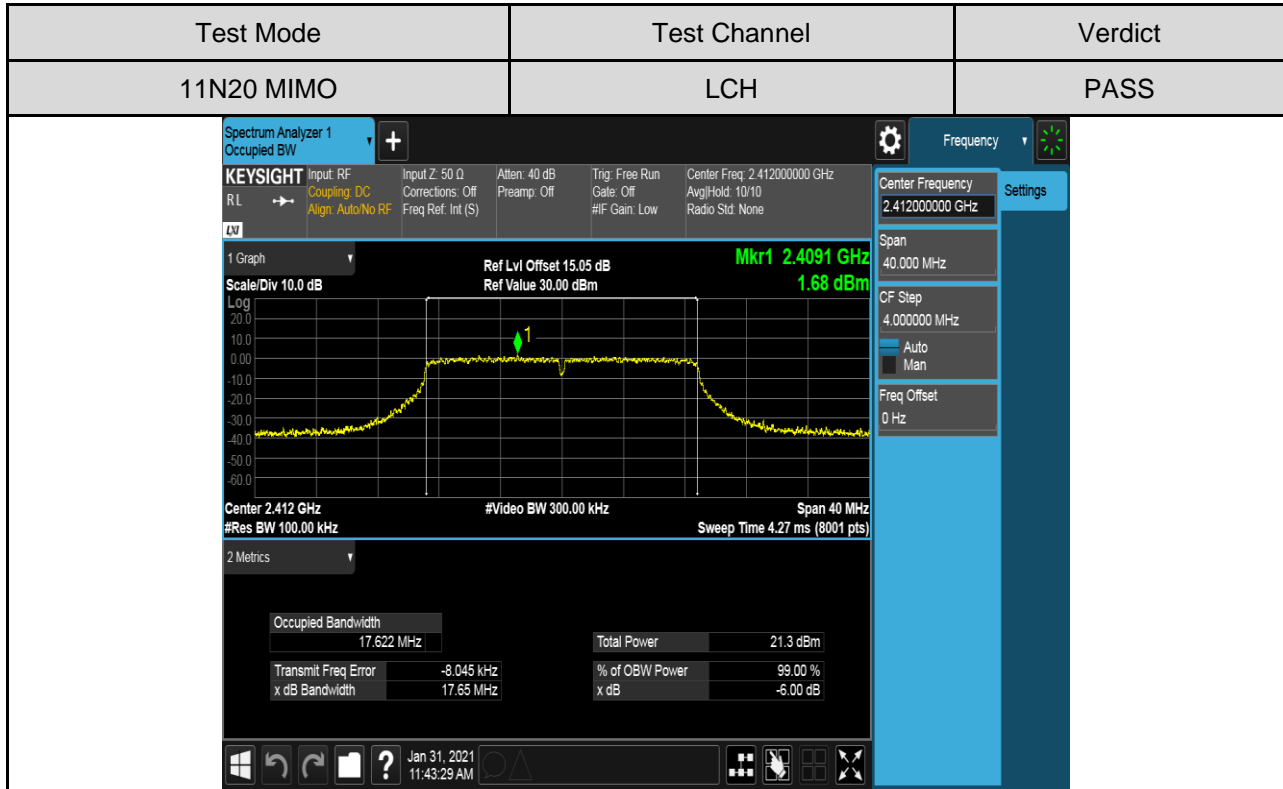 Test Mode Test Channel Verdict
11N20 MIMO LCH PASS
Spectrum Analyzer 1
Occupied BW
+
Frequency
KEYSIGHT Input: RF Input Z: 50 Ω Atten: 40 dB Trig: Free Run Center Freq: 2.412000000 GHz
RL Coupling: DC Corrections: Off Preamp: Off Gate: Off Avg|Hold: 10/10
Align: Auto/No RF Freq Ref: Int (S) #IF Gain: Low Radio Std: None
LXI
Center Frequency
2.412000000 GHz
Settings
Span
40.000 MHz
CF Step
4.000000 MHz
Auto
Man
Freq Offset
0 Hz
1 Graph Ref Lvl Offset 15.05 dB Mkr1 2.4091 GHz
Scale/Div 10.0 dB Ref Value 30.00 dBm 1.68 dBm
Log
20.0
10.0
0.00
-10.0
-20.0
-30.0
-40.0
-50.0
-60.0
1
Center 2.412 GHz #Video BW 300.00 kHz Span 40 MHz
#Res BW 100.00 kHz Sweep Time 4.27 ms (8001 pts)
2 Metrics
Occupied Bandwidth
17.622 MHz Total Power 21.3 dBm
Transmit Freq Error -8.045 kHz % of OBW Power 99.00 %
x dB Bandwidth 17.65 MHz x dB -6.00 dB
? Jan 31, 2021
11:43:29 AM